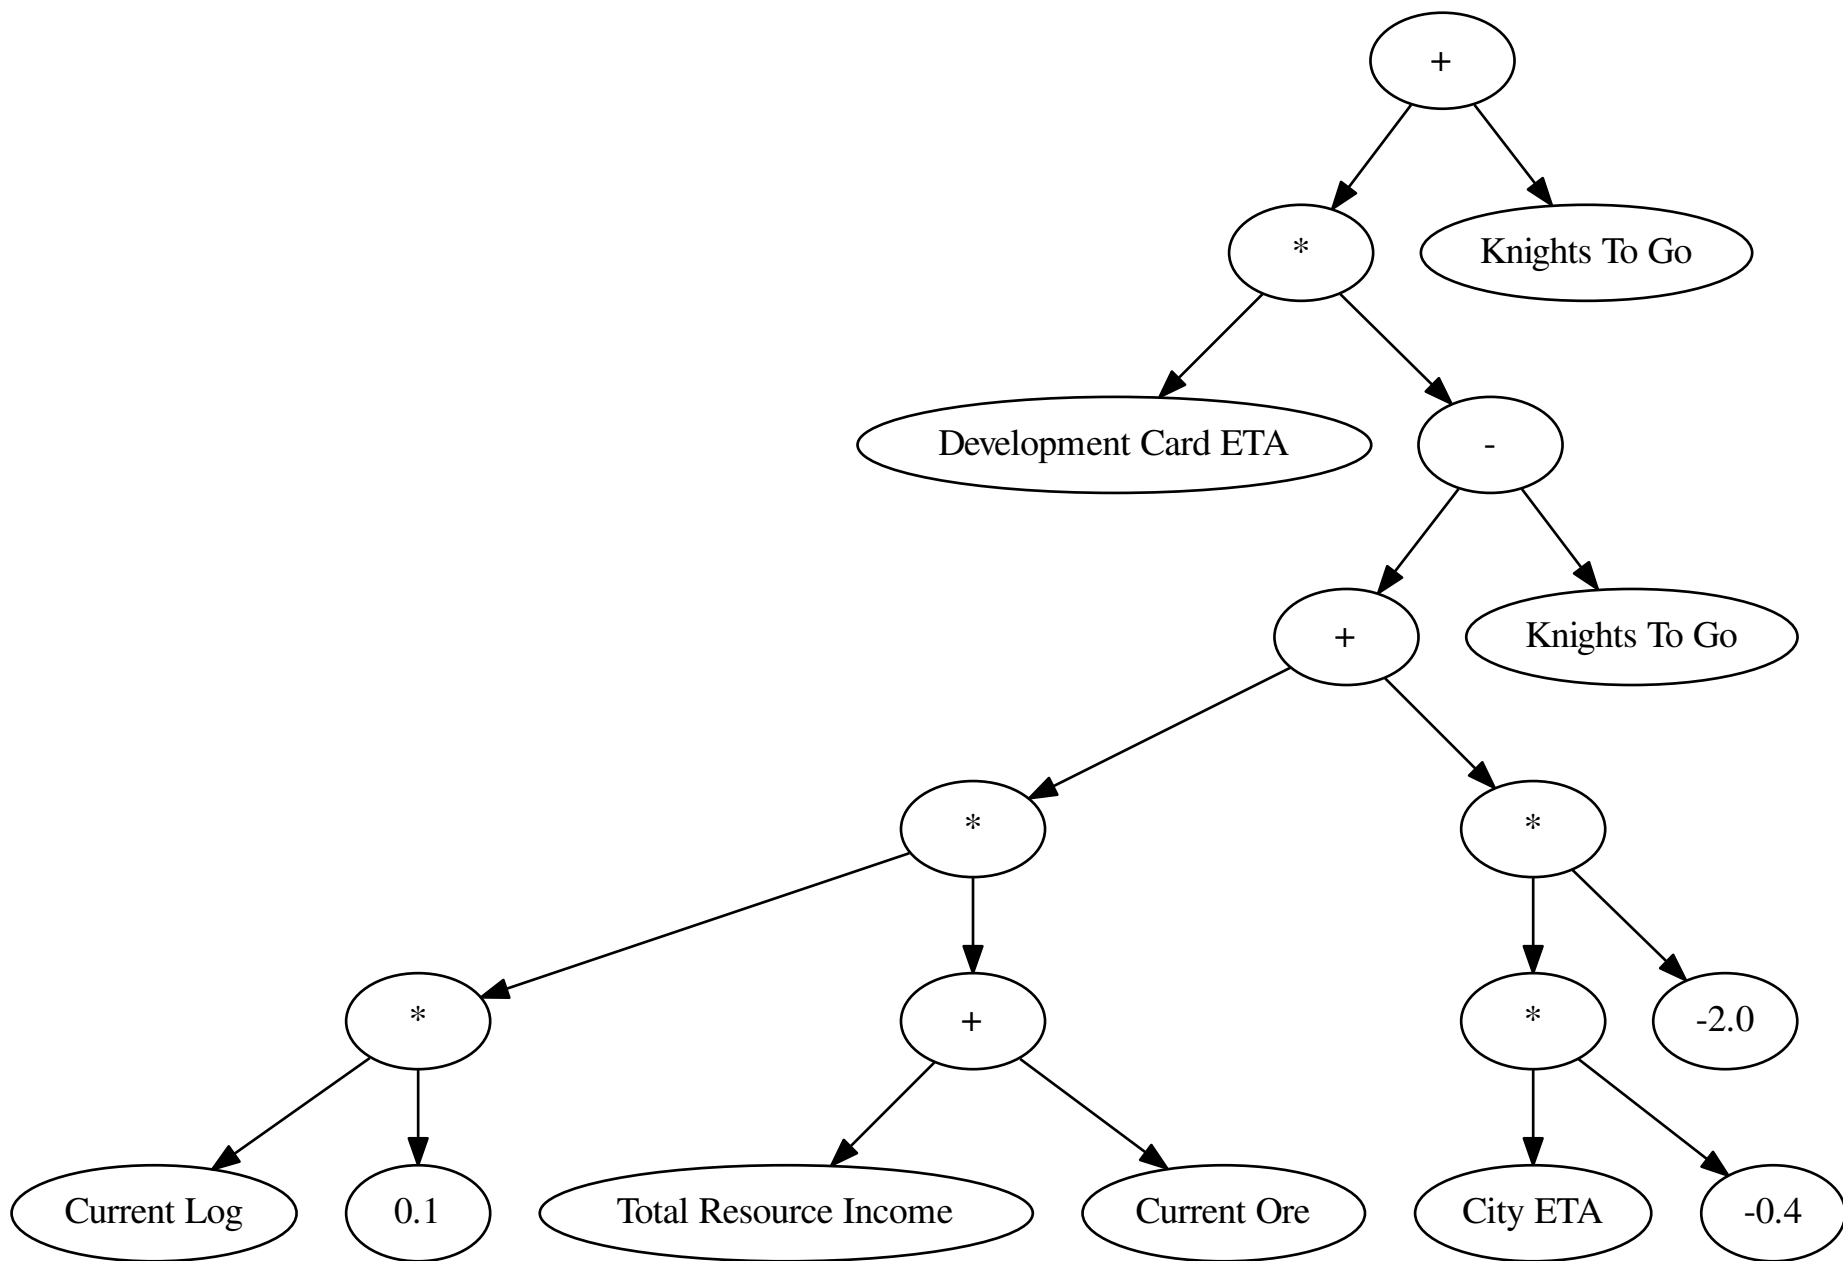 +
*
Knights To Go
Development Card ETA
-
+
Knights To Go
*
*
*
+
*
-2.0
Current Log
0.1
Total Resource Income
Current Ore
City ETA
-0.4